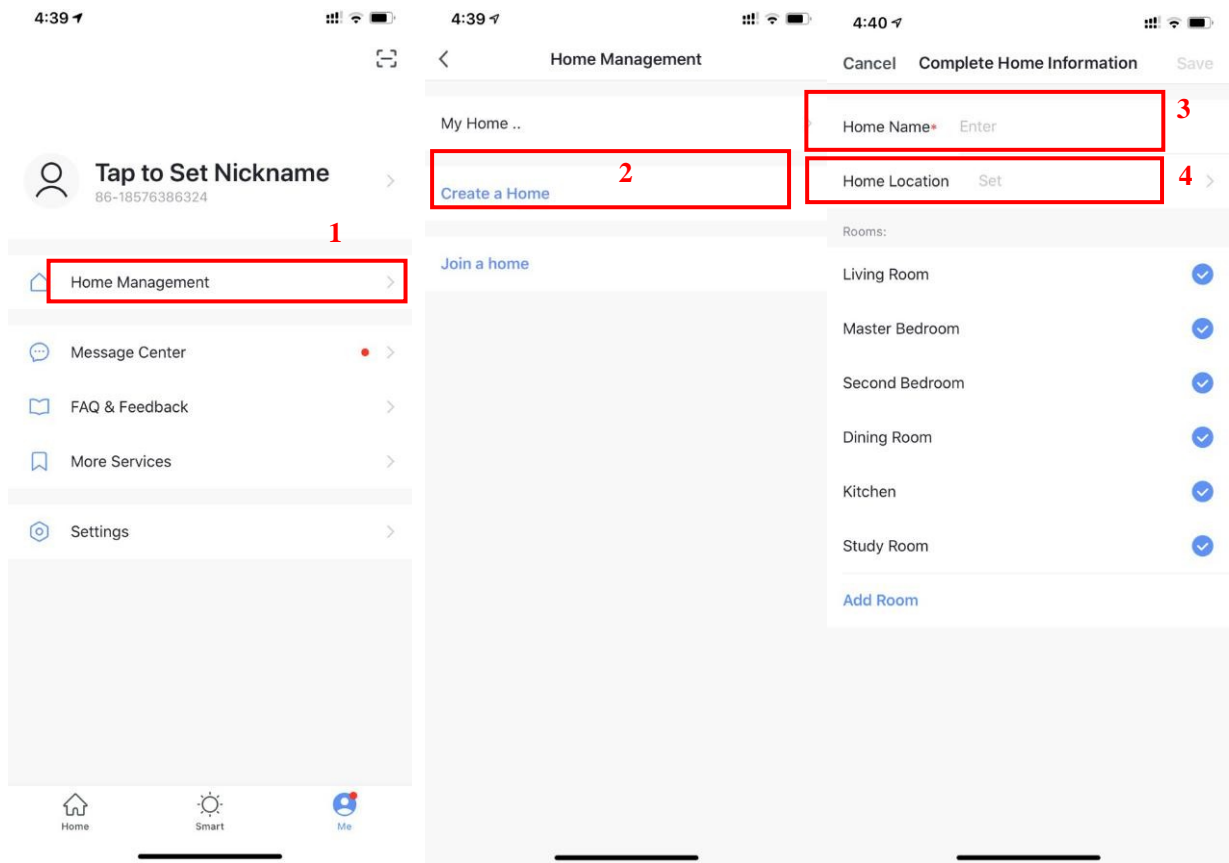 4:39
Tap to Set Nickname
86-18576386324
1
Home Management
Message Center
FAQ & Feedback
More Services
Settings
Home
Smart
Me
4:39
Home Management
My Home ..
2
Create a Home
Join a home
4:40
Cancel Complete Home Information Save
3
Home Name* Enter
Home Location Set
4
Rooms:
Living Room
Master Bedroom
Second Bedroom
Dining Room
Kitchen
Study Room
Add Room